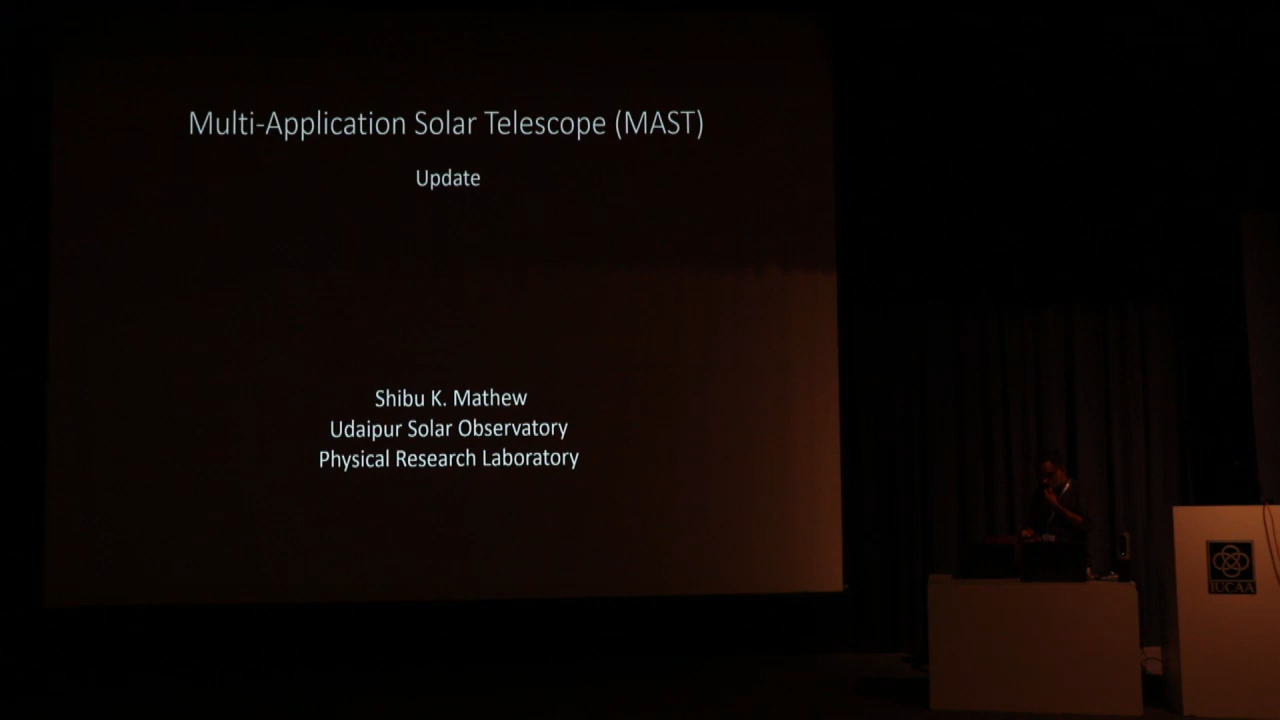 Multi-Application Solar Telescope (MAST)
Update
Shibu K. Mathew
Udaipur Solar Observatory
Physical Research Laboratory
IUCAA